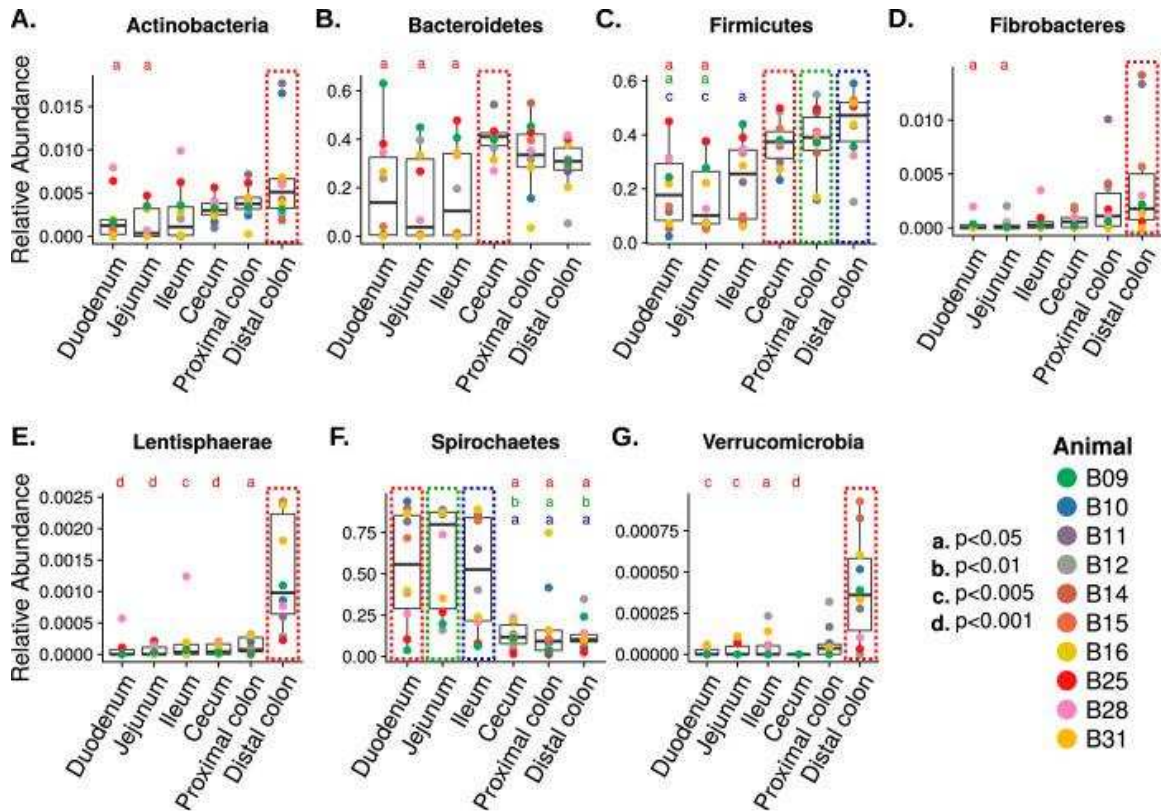 A. Actinobacteria
B. Bacteroidetes
C. Firmicutes
D. Fibrobacteres
Relative Abundance
a a
0.015
0.010
0.005
0.000
Duodenum
Jejunum
Ileum
Cecum
Proximal colon
Distal colon
a a a
0.6
0.4
0.2
0.0
Duodenum
Jejunum
Ileum
Cecum
Proximal colon
Distal colon
a a
a a
c c a
0.6
0.4
0.2
0.0
Duodenum
Jejunum
Ileum
Cecum
Proximal colon
Distal colon
a a
0.010
0.005
0.000
Duodenum
Jejunum
Ileum
Cecum
Proximal colon
Distal colon
E. Lentisphaerae
F. Spirochaetes
G. Verrucomicrobia
Relative Abundance
d d c d a
0.0025
0.0020
0.0015
0.0010
0.0005
0.0000
Duodenum
Jejunum
Ileum
Cecum
Proximal colon
Distal colon
a a a
b a b
a a a
0.75
0.50
0.25
0.00
Duodenum
Jejunum
Ileum
Cecum
Proximal colon
Distal colon
c c a d
0.00075
0.00050
0.00025
0.00000
Duodenum
Jejunum
Ileum
Cecum
Proximal colon
Distal colon
a. p<0.05
b. p<0.01
c. p<0.005
d. p<0.001
Animal
B09
B10
B11
B12
B14
B15
B16
B25
B28
B31